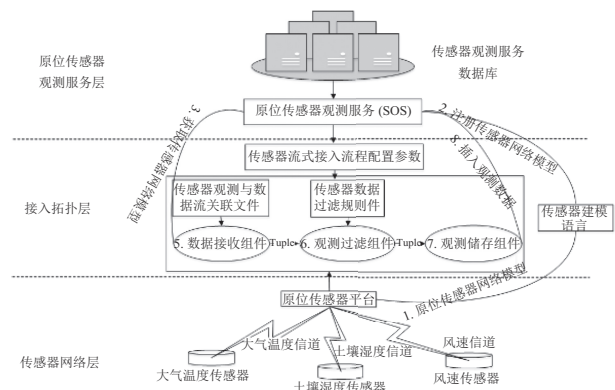 原位传感器
观测服务层
传感器观测服务
数据库
原位传感器观测服务 (SOS)
3. 获取传感器网络模型
2. 注册传感器网络模型
8. 插入观测数据
传感器流式接入流程配置参数
接入拓扑层
传感器观测与数
据流关联文件
传感器数据
过滤规则件
传感器建模
语言
5. 数据接收组件
Tuple
6. 观测过滤组件
Tuple
7. 观测储存组件
1. 原位传感器网络模型
原位传感器平台
传感器网络层
大气温度信道
土壤湿度信道
风速信道
大气温度传感器
土壤湿度传感器
风速传感器